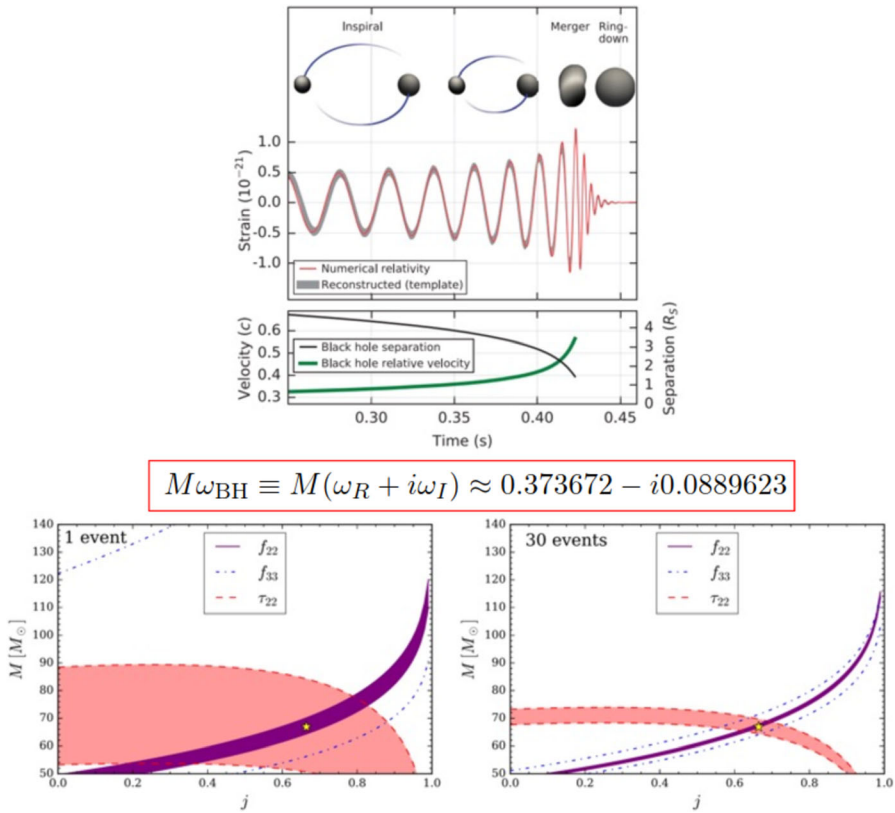 Inspiral
Merger Ring-
down
Strain (10⁻²¹)
1.0
0.5
0.0
-0.5
-1.0
Numerical relativity
Reconstructed (template)
Velocity (c)
0.6
0.5
0.4
0.3
Black hole separation
Black hole relative velocity
4
3
2
1
0
Separation (R_S)
0.30 0.35 0.40 0.45
Time (s)
Mω_BH ≡ M(ω_R + iω_I) ≈ 0.373672 − i0.0889623
1 event
f₂₂
f₃₃
τ₂₂
M [M_⊙]
140
130
120
110
100
90
80
70
60
50
0.0 0.2 0.4 0.6 0.8 1.0
j
30 events
f₂₂
f₃₃
τ₂₂
M [M_⊙]
140
130
120
110
100
90
80
70
60
50
0.0 0.2 0.4 0.6 0.8 1.0
j